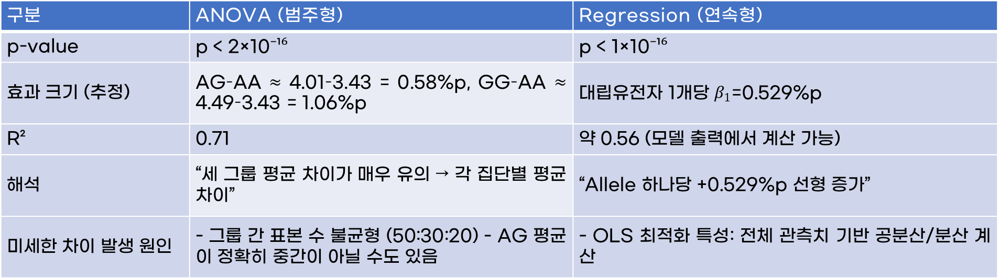 구분
ANOVA (범주형)
Regression (연속형)
p-value
p < 2×10⁻¹⁶
p < 1×10⁻¹⁶
효과 크기 (추정)
AG-AA ≈ 4.01-3.43 = 0.58%p, GG-AA ≈
4.49-3.43 = 1.06%p
대립유전자 1개당 β₁=0.529%p
R²
0.71
약 0.56 (모델 출력에서 계산 가능)
해석
“세 그룹 평균 차이가 매우 유의 → 각 집단별 평균
차이”
“Allele 하나당 +0.529%p 선형 증가”
미세한 차이 발생 원인
- 그룹 간 표본 수 불균형 (50:30:20) - AG 평균
이 정확히 중간이 아닐 수도 있음
- OLS 최적화 특성: 전체 관측치 기반 공분산/분산 계
산